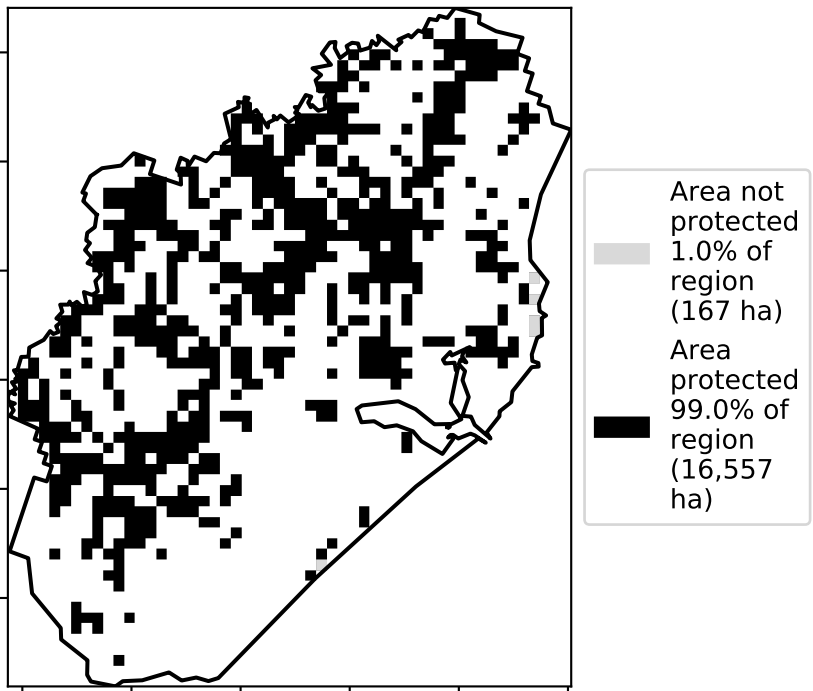 Area not
protected
1.0% of
region
(167 ha)
Area
protected
99.0% of
region
(16,557
ha)